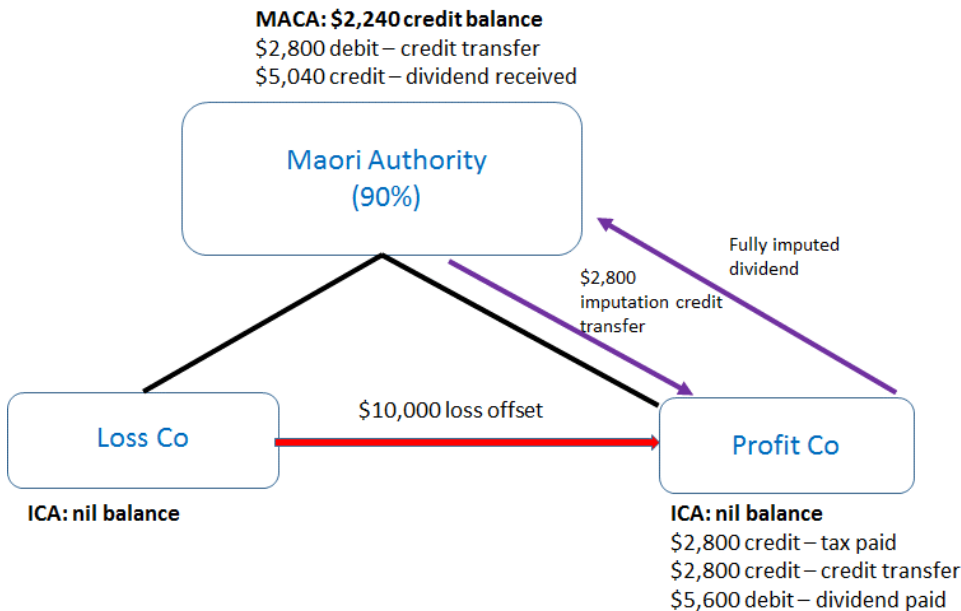 MACA: $2,240 credit balance
$2,800 debit – credit transfer
$5,040 credit – dividend received
Maori Authority
(90%)
Fully imputed
dividend
$2,800
imputation credit
transfer
$10,000 loss offset
Loss Co
Profit Co
ICA: nil balance
ICA: nil balance
$2,800 credit – tax paid
$2,800 credit – credit transfer
$5,600 debit – dividend paid